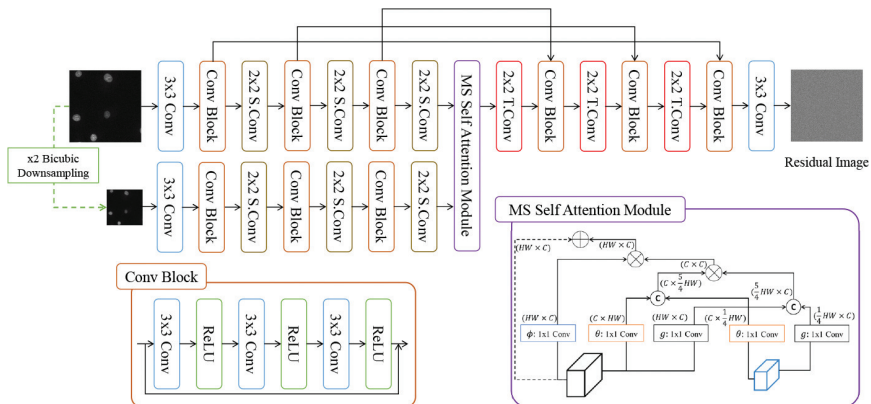 3x3 Conv
Conv Block
2x2 S.Conv
Conv Block
2x2 S.Conv
Conv Block
2x2 S.Conv
MS Self Attention Module
2x2 T.Conv
Conv Block
2x2 T.Conv
Conv Block
2x2 T.Conv
Conv Block
3x3 Conv
Residual Image
x2 Bicubic
Downsampling
3x3 Conv
Conv Block
2x2 S.Conv
Conv Block
2x2 S.Conv
Conv Block
2x2 S.Conv
Conv Block
3x3 Conv
ReLU
3x3 Conv
ReLU
3x3 Conv
ReLU
MS Self Attention Module
(HW × C)
(HW × C)
(C × C)
(C × 5/4 HW)
(5/4 HW × C)
C
C
(HW × C)
(C × HW)
(HW × C)
(C × 1/4 HW)
(1/4 HW × C)
ϕ: 1x1 Conv
θ: 1x1 Conv
g: 1x1 Conv
θ: 1x1 Conv
g: 1x1 Conv